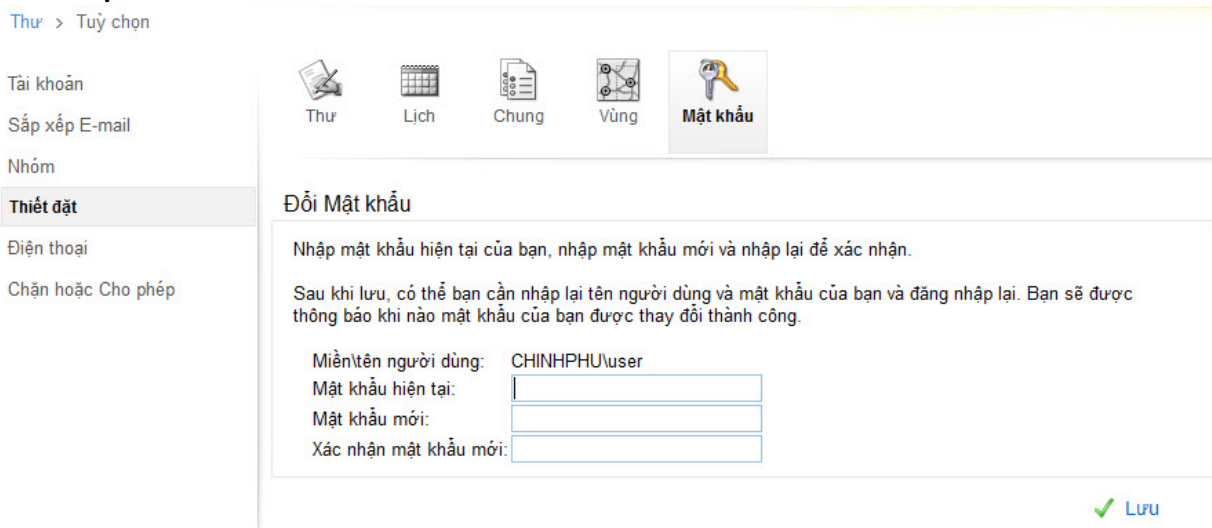 Thư > Tuỳ chọn
Tài khoản
Sắp xếp E-mail
Nhóm
Thiết đặt
Điện thoại
Chặn hoặc Cho phép
Thư
Lịch
Chung
Vùng
Mật khẩu
Đổi Mật khẩu
Nhập mật khẩu hiện tại của bạn, nhập mật khẩu mới và nhập lại để xác nhận.
Sau khi lưu, có thể bạn cần nhập lại tên người dùng và mật khẩu của bạn và đăng nhập lại. Bạn sẽ được
thông báo khi nào mật khẩu của bạn được thay đổi thành công.
Miền\tên người dùng: CHINHPHU\user
Mật khẩu hiện tại:
Mật khẩu mới:
Xác nhận mật khẩu mới:
Lưu